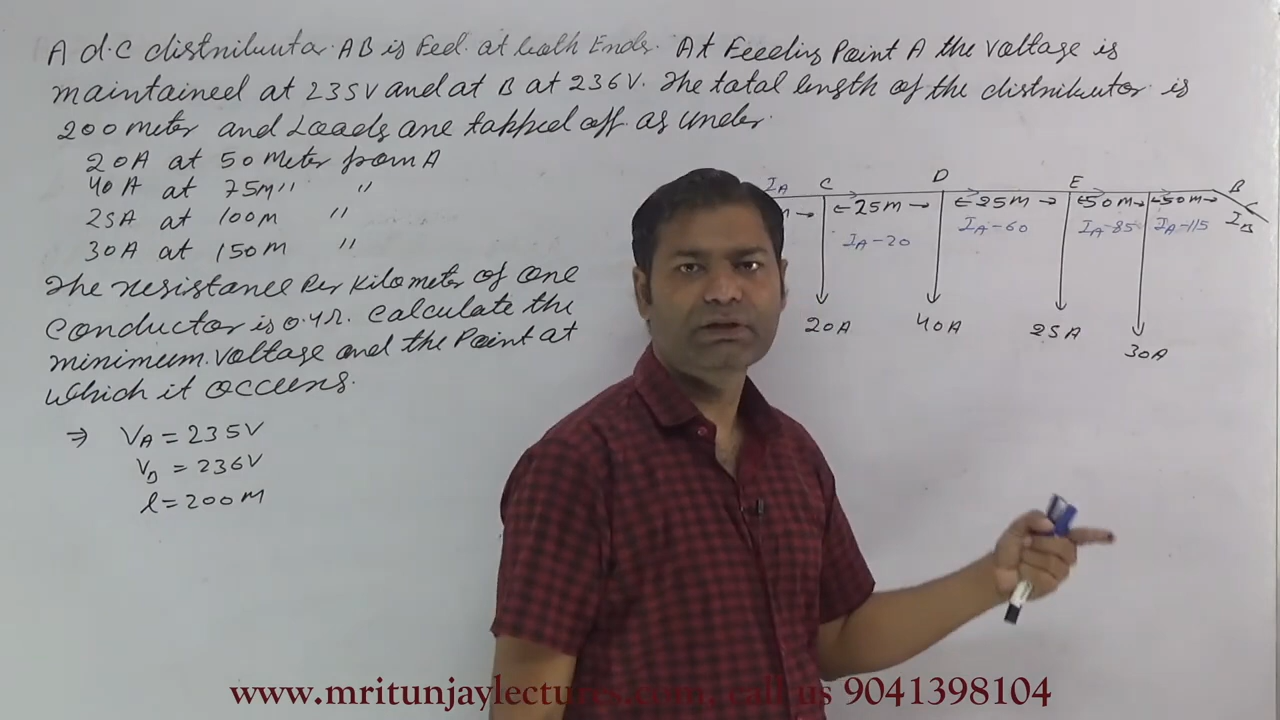 A d.c distributor AB is Fed at both Ends. At Feeding Point A the voltage is
maintained at 235V and at B at 236V. The total length of the distributor is
200 meter and Loads are tapped off as under.
20A at 50 Meter from A
40A at 75M " "
25A at 100M "
30A at 150M "
The resistance Per Kilometer of one
Conductor is 0.4Ω. Calculate the
minimum voltage and the Point at
which it occurs.
⇒ VA = 235V
VB = 236V
l = 200M
IA C D E B
M → ←25M→ ←25M→ ←50M→ ←50M→
IB
IA-20 IA-60 IA-85 IA-115
20A 40A 25A 30A
www.mritunjaylectures.com, call us 9041398104